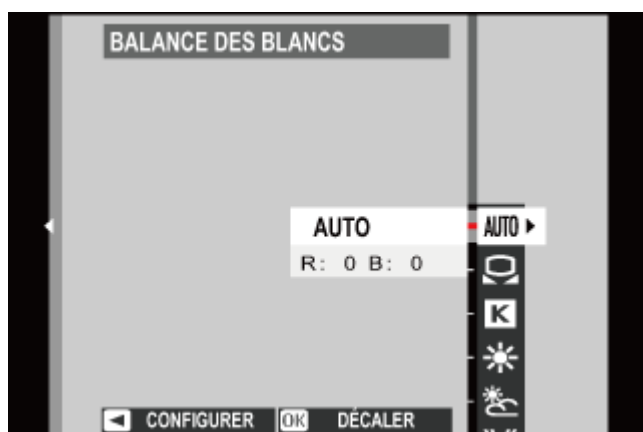 BALANCE DES BLANCS
AUTO AUTO
R: 0 B: 0
K
CONFIGURER OK DÉCALER